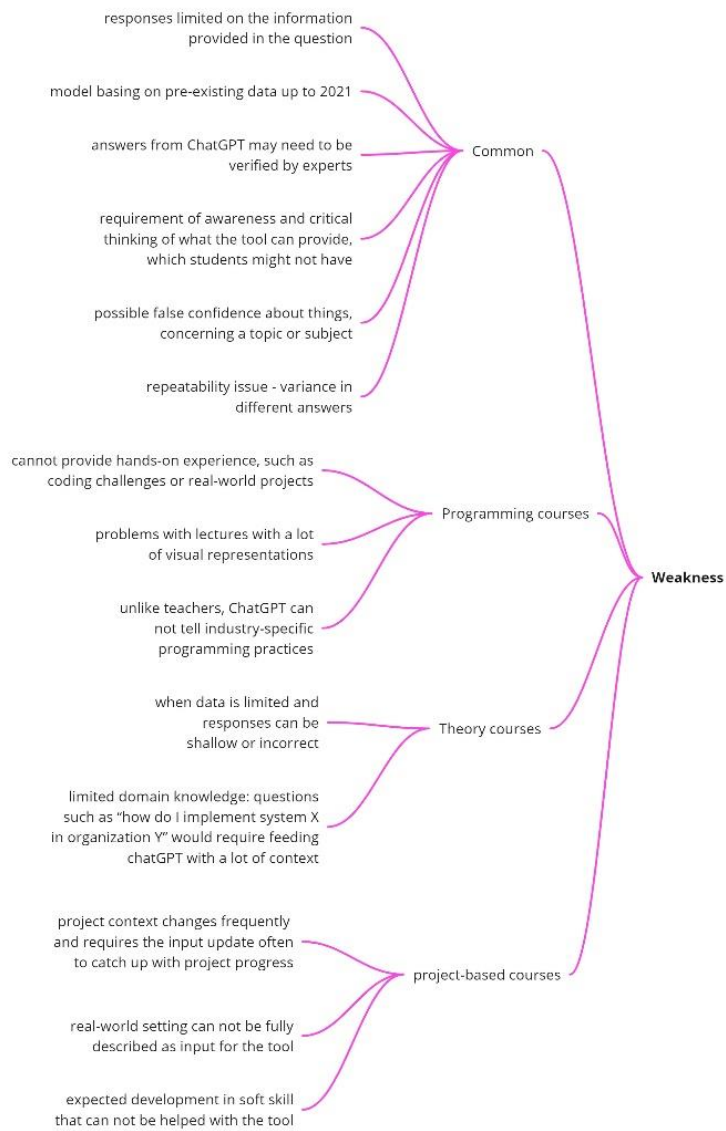 responses limited on the information
provided in the question
model basing on pre-existing data up to 2021
answers from ChatGPT may need to be
verified by experts
Common
requirement of awareness and critical
thinking of what the tool can provide,
which students might not have
possible false confidence about things,
concerning a topic or subject
repeatability issue - variance in
different answers
cannot provide hands-on experience, such as
coding challenges or real-world projects
Programming courses
problems with lectures with a lot
of visual representations
Weakness
unlike teachers, ChatGPT can
not tell industry-specific
programming practices
when data is limited and
responses can be
shallow or incorrect
Theory courses
limited domain knowledge: questions
such as “how do I implement system X
in organization Y” would require feeding
chatGPT with a lot of context
project context changes frequently
and requires the input update often
to catch up with project progress
project-based courses
real-world setting can not be fully
described as input for the tool
expected development in soft skill
that can not be helped with the tool